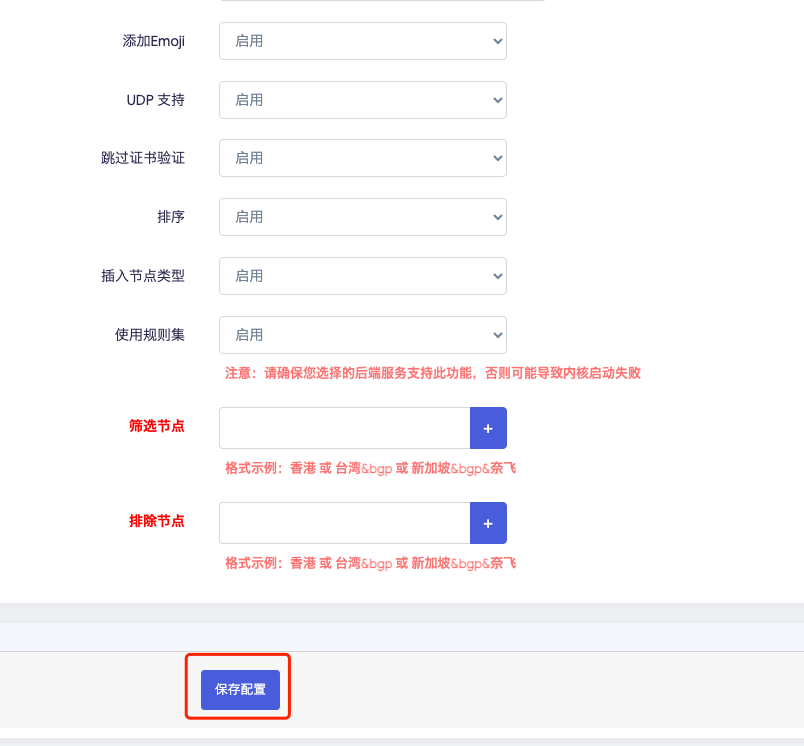 添加Emoji 启用
UDP 支持 启用
跳过证书验证 启用
排序 启用
插入节点类型 启用
使用规则集 启用
注意：请确保您选择的后端服务支持此功能，否则可能导致内核启动失败
筛选节点 +
格式示例：香港 或 台湾&bgp 或 新加坡&bgp&奈飞
排除节点 +
格式示例：香港 或 台湾&bgp 或 新加坡&bgp&奈飞
保存配置